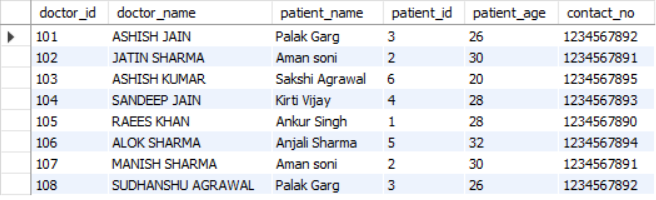 doctor_id doctor_name patient_name patient_id patient_age contact_no
101 ASHISH JAIN Palak Garg 3 26 1234567892
102 JATIN SHARMA Aman soni 2 30 1234567891
103 ASHISH KUMAR Sakshi Agrawal 6 20 1234567895
104 SANDEEP JAIN Kirti Vijay 4 28 1234567893
105 RAEES KHAN Ankur Singh 1 28 1234567890
106 ALOK SHARMA Anjali Sharma 5 32 1234567894
107 MANISH SHARMA Aman soni 2 30 1234567891
108 SUDHANSHU AGRAWAL Palak Garg 3 26 1234567892